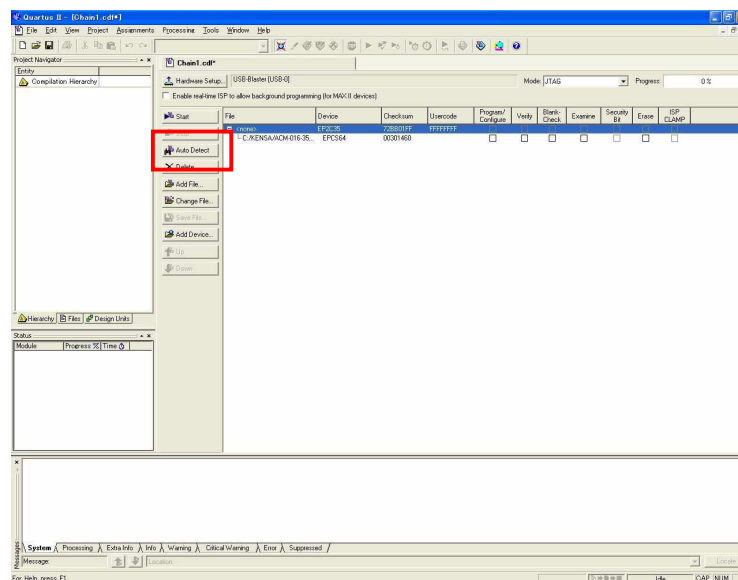 Quartus II - [Chain1.cdf*]
File Edit View Project Assignments Processing Tools Window Help
Project Navigator
Entity
Compilation Hierarchy
Hierarchy Files Design Units
Status
Module Progress % Time
Chain1.cdf*
Hardware Setup... USB-Blaster [USB-0] Mode: JTAG Progress: 0 %
Enable real-time ISP to allow background programming (for MAX II devices)
Start
Auto Detect
Delete
Add File...
Change File...
Save File...
Add Device...
Up
Down
File Device Checksum Usercode Program/Configure Verify Blank-Check Examine Security Bit Erase ISP CLAMP
<none> EP2C35 FFFFFFFF
C:/KENSA/ACM-016-35... EPCS64 00301460
System Processing Extra Info Info Warning Critical Warning Error Suppressed
Messages
Message: Location: Locate
For Help, press F1 Idle CAP NUM